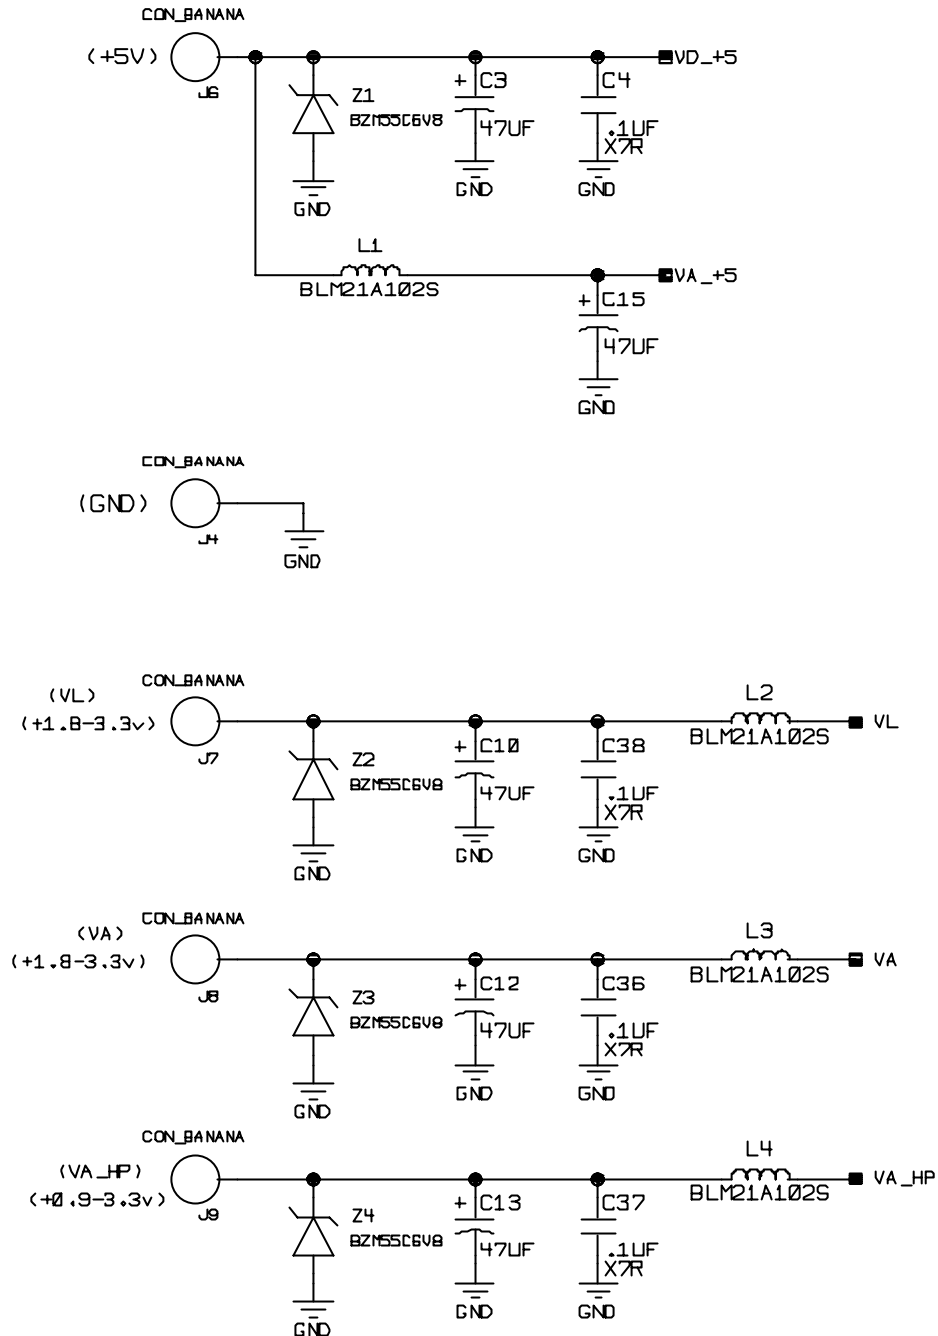 CON_BANANA
(+5V)
J6
VD_+5
Z1
BZM55C6V8
GND
+ C3
47UF
GND
C4
.1UF
X7R
GND
L1
BLM21A102S
VA_+5
+ C15
47UF
GND
CON_BANANA
(GND)
J4
GND
CON_BANANA
(VL)
(+1.8-3.3v)
J7
Z2
BZM55C6V8
GND
+ C10
47UF
GND
C38
.1UF
X7R
GND
L2
BLM21A102S
VL
CON_BANANA
(VA)
(+1.8-3.3v)
J8
Z3
BZM55C6V8
GND
+ C12
47UF
GND
C36
.1UF
X7R
GND
L3
BLM21A102S
VA
CON_BANANA
(VA_HP)
(+0.9-3.3v)
J9
Z4
BZM55C6V8
GND
+ C13
47UF
GND
C37
.1UF
X7R
GND
L4
BLM21A102S
VA_HP